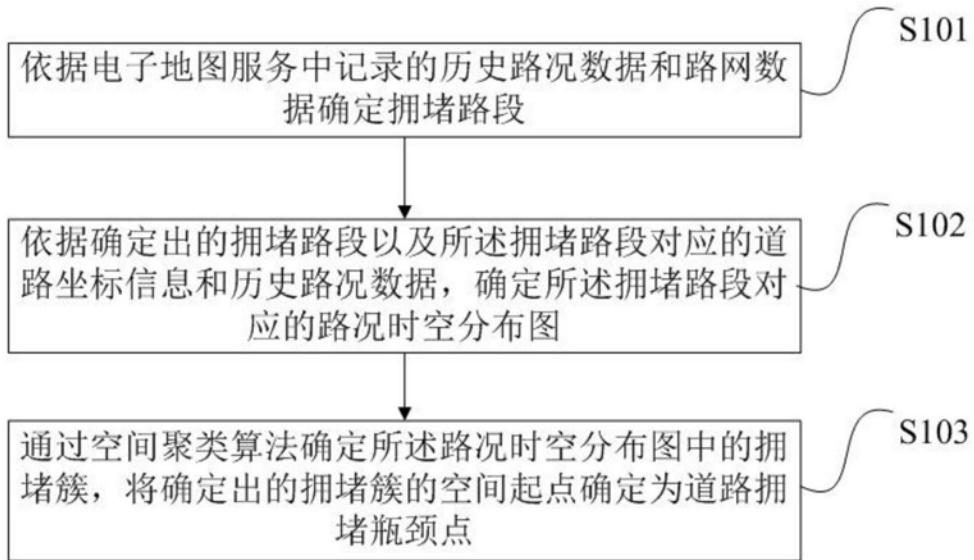 S101
依据电子地图服务中记录的历史路况数据和路网数
据确定拥堵路段
S102
依据确定出的拥堵路段以及所述拥堵路段对应的道
路坐标信息和历史路况数据，确定所述拥堵路段对
应的路况时空分布图
S103
通过空间聚类算法确定所述路况时空分布图中的拥
堵簇，将确定出的拥堵簇的空间起点确定为道路拥
堵瓶颈点